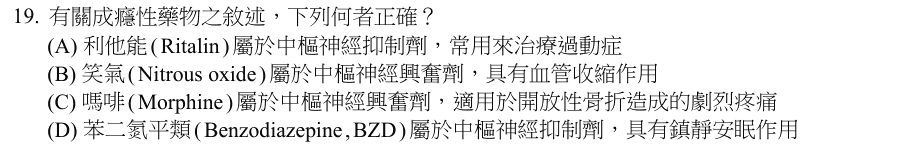 19. 有關成癮性藥物之敘述，下列何者正確？
(A) 利他能(Ritalin)屬於中樞神經抑制劑，常用來治療過動症
(B) 笑氣(Nitrous oxide)屬於中樞神經興奮劑，具有血管收縮作用
(C) 嗎啡(Morphine)屬於中樞神經興奮劑，適用於開放性骨折造成的劇烈疼痛
(D) 苯二氮平類(Benzodiazepine,BZD)屬於中樞神經抑制劑，具有鎮靜安眠作用